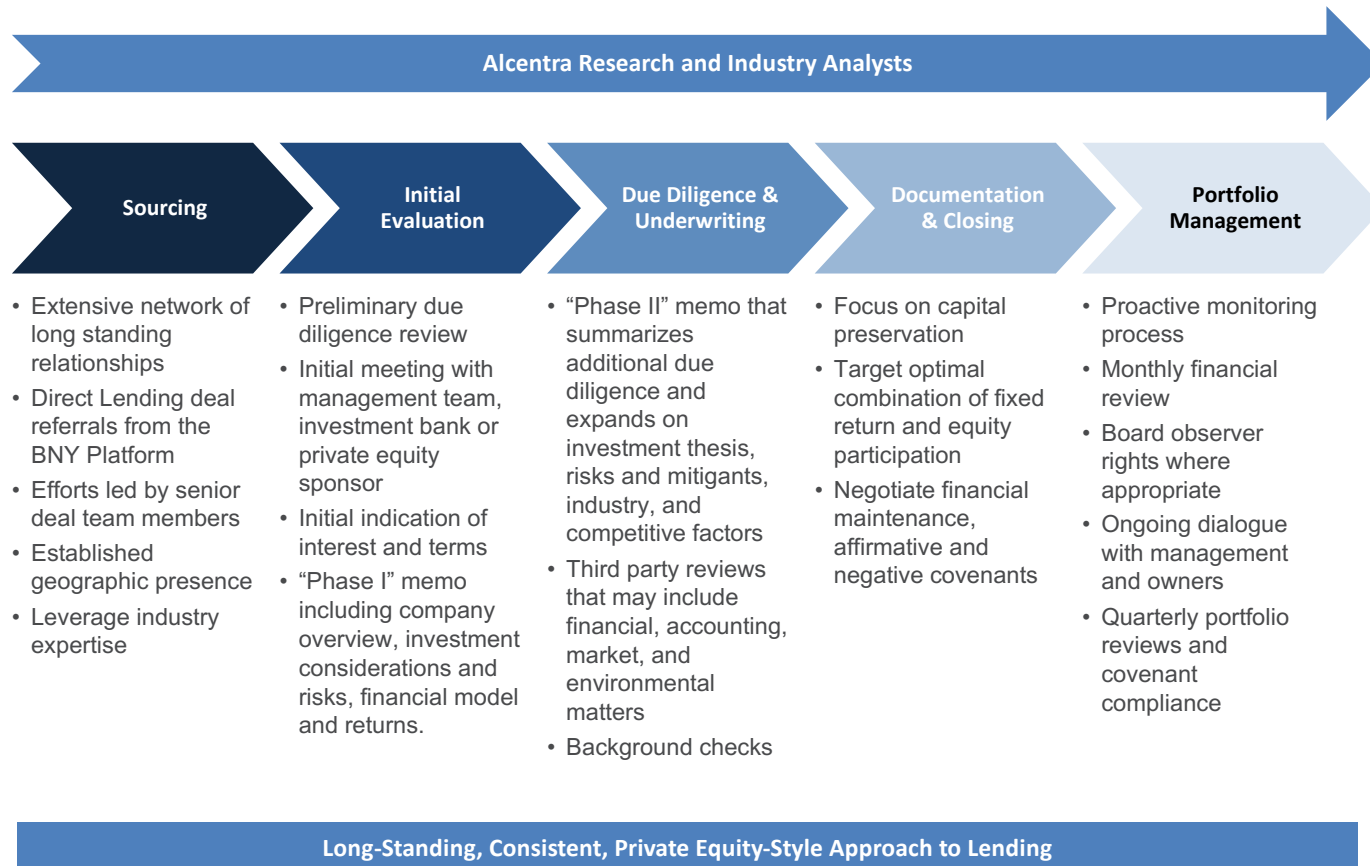 Alcentra Research and Industry Analysts
Sourcing
Initial
Evaluation
Due Diligence &
Underwriting
Documentation
& Closing
Portfolio
Management
• Extensive network of
long standing
relationships
• Direct Lending deal
referrals from the
BNY Platform
• Efforts led by senior
deal team members
• Established
geographic presence
• Leverage industry
expertise
• Preliminary due
diligence review
• Initial meeting with
management team,
investment bank or
private equity
sponsor
• Initial indication of
interest and terms
• “Phase I” memo
including company
overview, investment
considerations and
risks, financial model
and returns.
• “Phase II” memo that
summarizes
additional due
diligence and
expands on
investment thesis,
risks and mitigants,
industry, and
competitive factors
• Third party reviews
that may include
financial, accounting,
market, and
environmental
matters
• Background checks
• Focus on capital
preservation
• Target optimal
combination of fixed
return and equity
participation
• Negotiate financial
maintenance,
affirmative and
negative covenants
• Proactive monitoring
process
• Monthly financial
review
• Board observer
rights where
appropriate
• Ongoing dialogue
with management
and owners
• Quarterly portfolio
reviews and
covenant
compliance
Long-Standing, Consistent, Private Equity-Style Approach to Lending